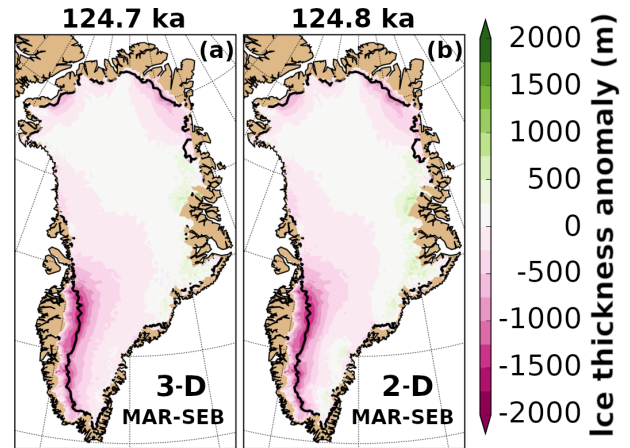 124.7 ka
124.8 ka
(a)
(b)
3-D
MAR-SEB
2-D
MAR-SEB
2000
1500
1000
500
0
-500
-1000
-1500
-2000
Ice thickness anomaly (m)